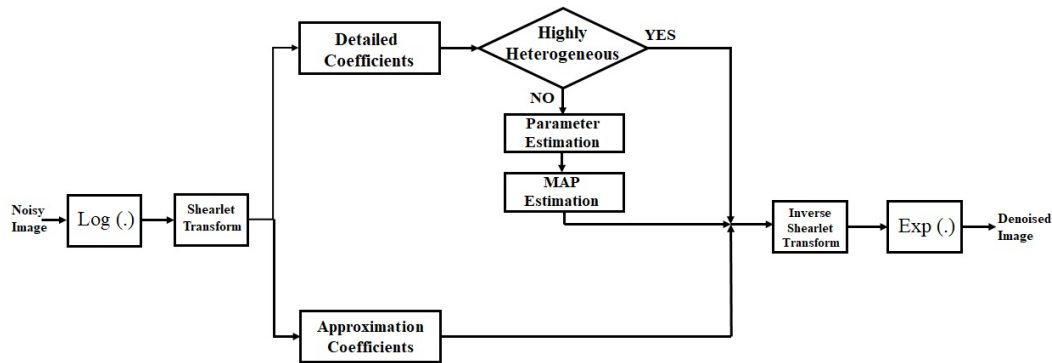 Noisy
Image
Log (.)
Shearlet
Transform
Detailed
Coefficients
Highly
Heterogeneous
YES
NO
Parameter
Estimation
MAP
Estimation
Approximation
Coefficients
Inverse
Shearlet
Transform
Exp (.)
Denoised
Image